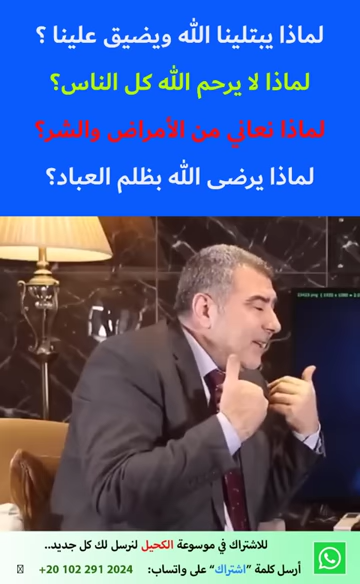 لماذا يبتلينا الله ويضيق علينا ؟
لماذا لا يرحم الله كل الناس؟
لماذا نعاني من الأمراض والشر؟
لماذا يرضى الله بظلم العباد؟
للاشتراك في موسوعة الكحيل لنرسل لك كل جديد..
أرسل كلمة "اشتراك" على واتساب: +20 102 291 2024